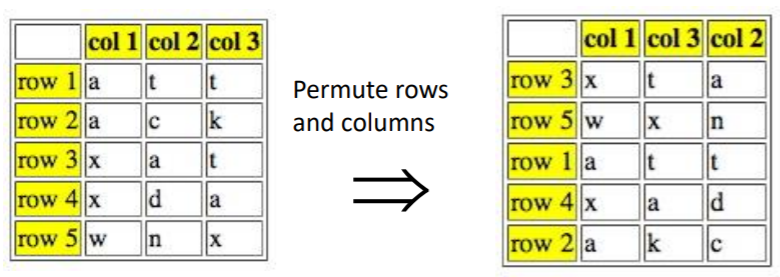 col 1 col 2 col 3
row 1 a t t
row 2 a c k
row 3 x a t
row 4 x d a
row 5 w n x
Permute rows
and columns
col 1 col 3 col 2
row 3 x t a
row 5 w x n
row 1 a t t
row 4 x a d
row 2 a k c